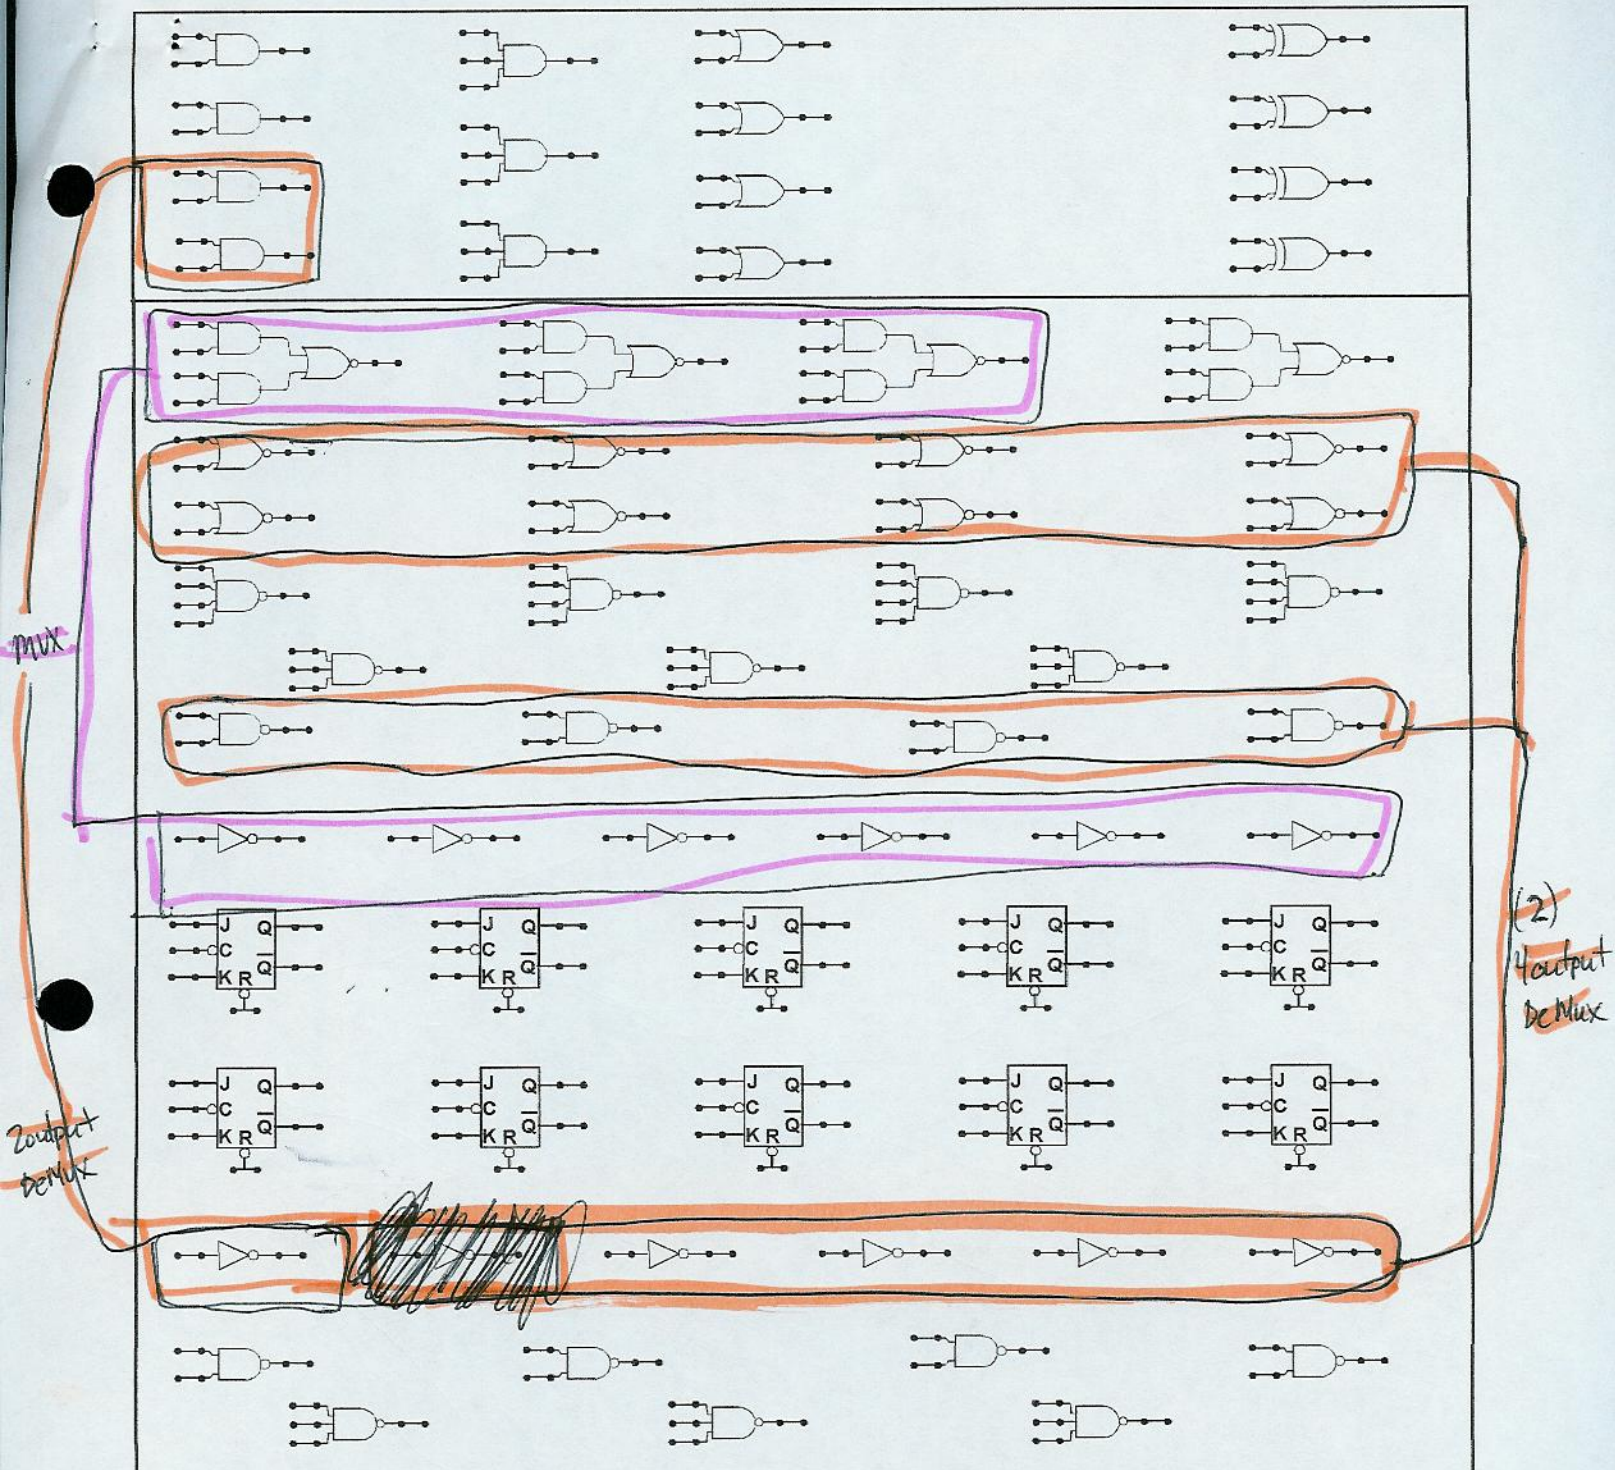 MUX
J Q J Q J Q J Q J Q
C C C C C
K R Q K R Q K R Q K R Q K R Q
(2)
4output
DeMux
J Q J Q J Q J Q J Q
C C C C C
K R Q K R Q K R Q K R Q K R Q
2output
DeMUX